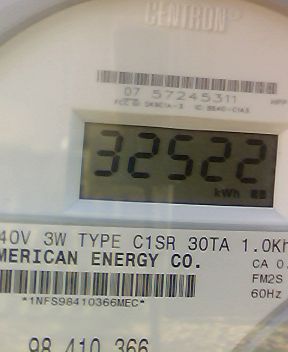 CENTRON®
07 57245311
32522
kWh
40V 3W TYPE C1SR 30TA 1.0Kh
MERICAN ENERGY CO.
CA 0.
FM2S
*1NFS98410366MEC*
60Hz
98 410 366